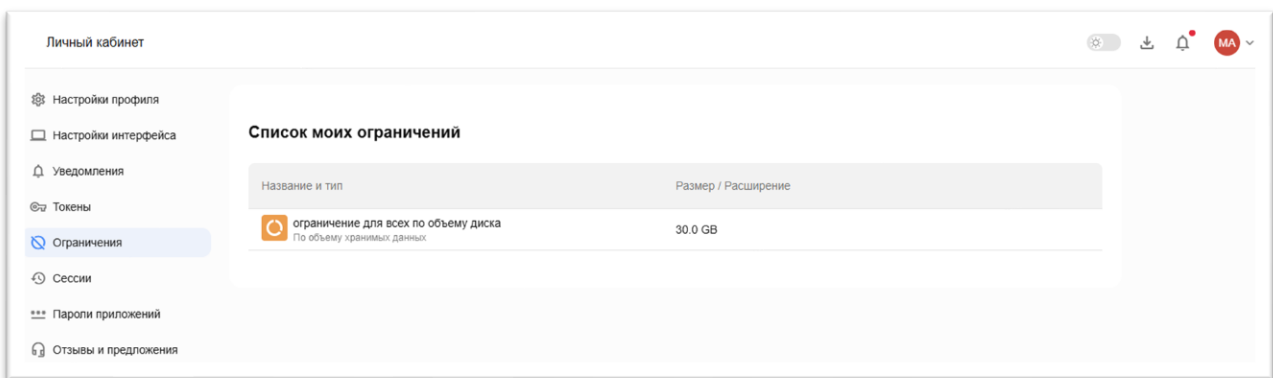 Личный кабинет
MA
Настройки профиля
Настройки интерфейса
Уведомления
Токены
Ограничения
Сессии
Пароли приложений
Отзывы и предложения
Список моих ограничений
Название и тип
Размер / Расширение
ограничение для всех по объему диска
По объему хранимых данных
30.0 GB